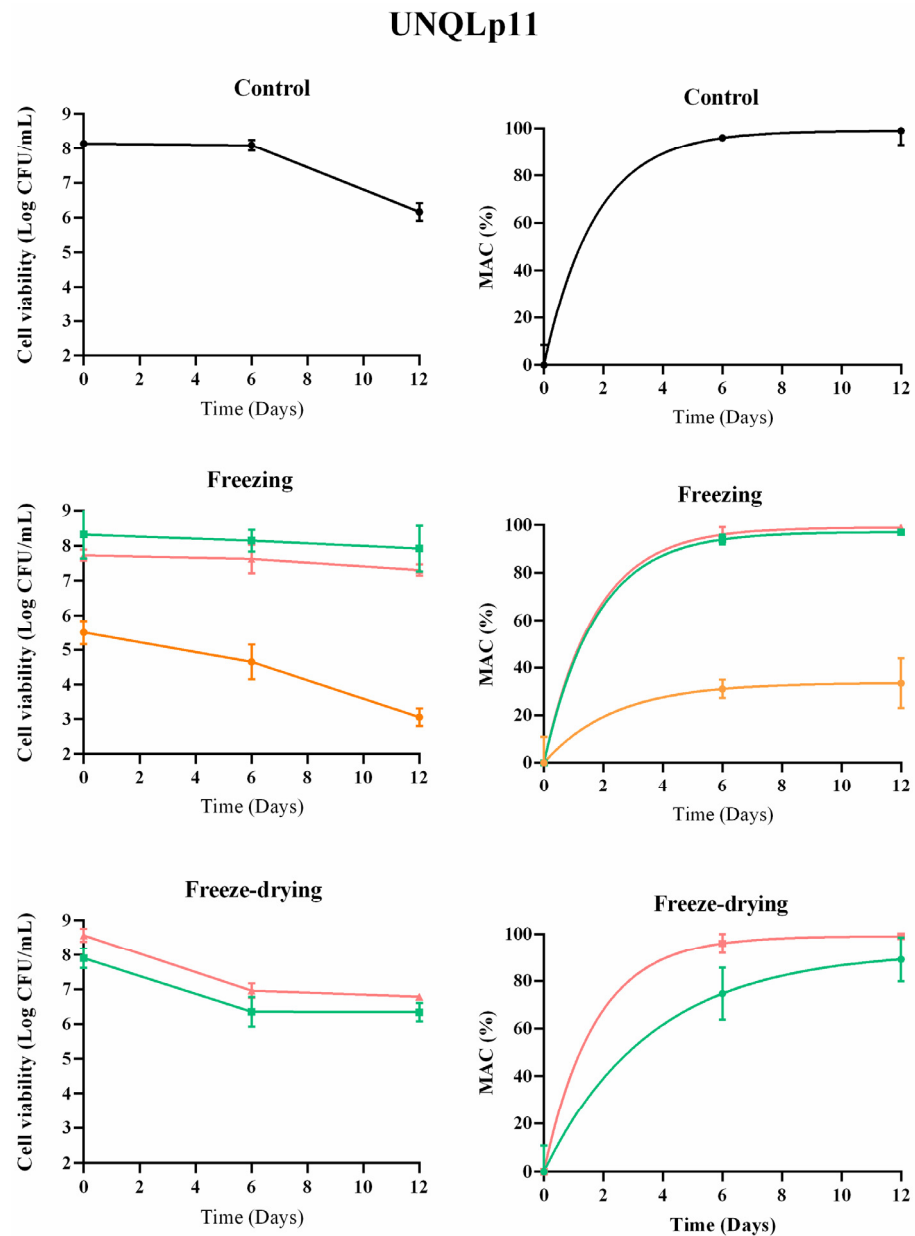 UNQLp11
Control
Cell viability (Log CFU/mL)
9
8
7
6
5
4
3
2
0 2 4 6 8 10 12
Time (Days)
Control
MAC (%)
100
80
60
40
20
0
0 2 4 6 8 10 12
Time (Days)
Freezing
Cell viability (Log CFU/mL)
9
8
7
6
5
4
3
2
0 2 4 6 8 10 12
Time (Days)
Freezing
MAC (%)
100
80
60
40
20
0
0 2 4 6 8 10 12
Time (Days)
Freeze-drying
Cell viability (Log CFU/mL)
9
8
7
6
5
4
3
2
0 2 4 6 8 10 12
Time (Days)
Freeze-drying
MAC (%)
100
80
60
40
20
0
0 2 4 6 8 10 12
Time (Days)